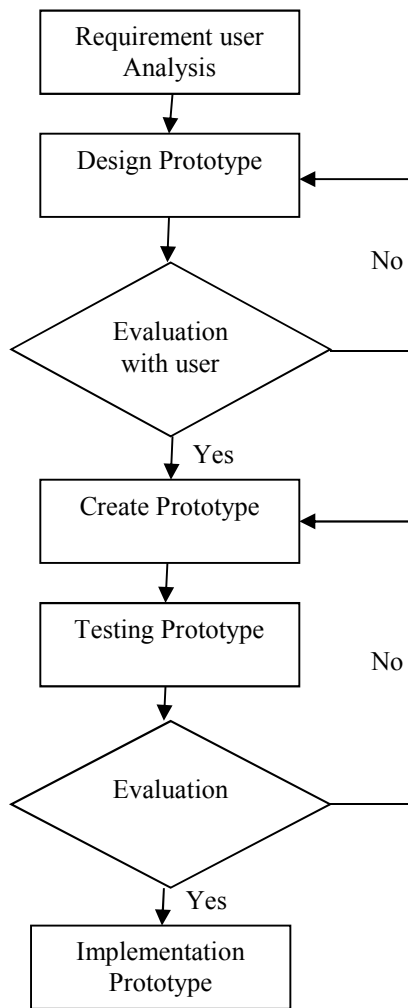 Requirement user
Analysis
Design Prototype
No
Evaluation
with user
Yes
Create Prototype
Testing Prototype
No
Evaluation
Yes
Implementation
Prototype